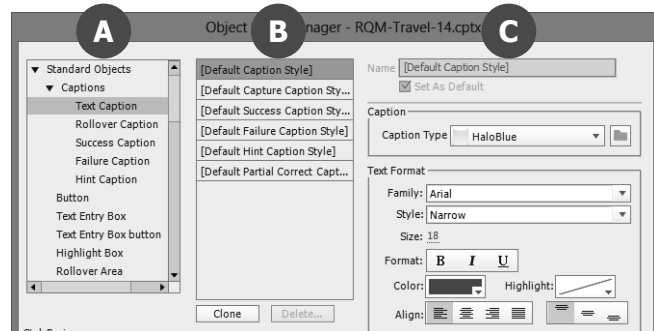 Object
nager - RQM-Travel-14.cptx
A
B
C
Standard Objects
Captions
Text Caption
Rollover Caption
Success Caption
Failure Caption
Hint Caption
Button
Text Entry Box
Text Entry Box button
Highlight Box
Rollover Area
[Default Caption Style]
[Default Capture Caption Sty...
[Default Success Caption Sty...
[Default Failure Caption Style]
[Default Hint Caption Style]
[Default Partial Correct Capt...
Clone
Delete...
Name [Default Caption Style]
Set As Default
Caption
Caption Type HaloBlue
Text Format
Family: Arial
Style: Narrow
Size: 18
Format: B I U
Color: Highlight:
Align: